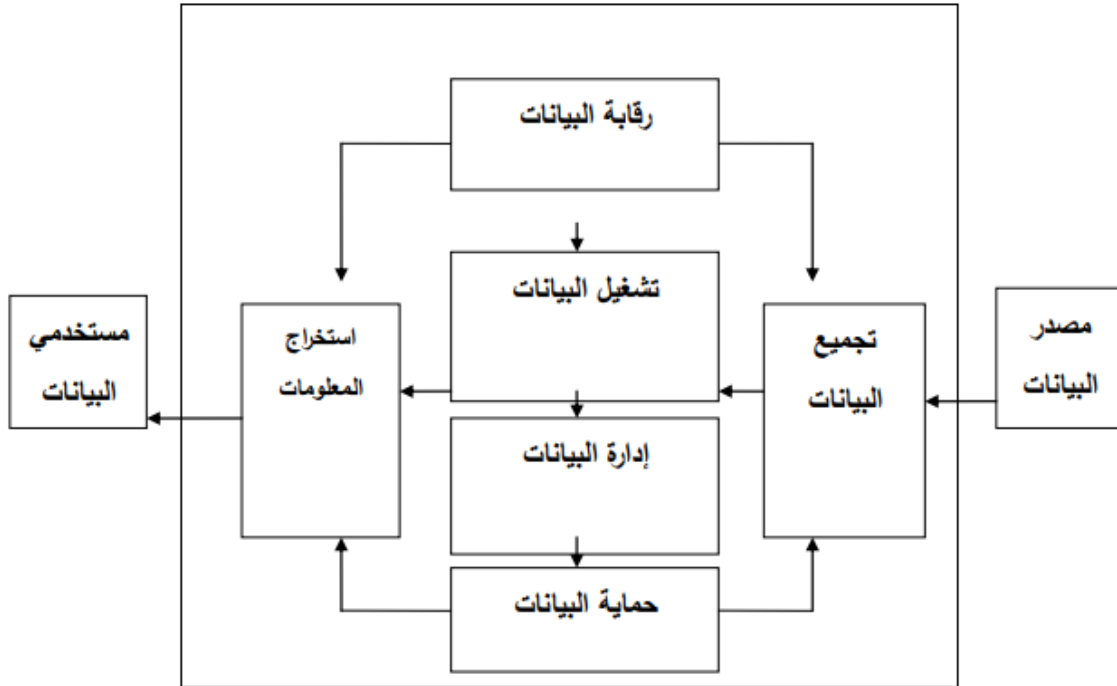 رقابة البيانات
تشغيل البيانات
مصدر
البيانات
تجميع
البيانات
استخراج
المعلومات
مستخدمي
البيانات
إدارة البيانات
حماية البيانات